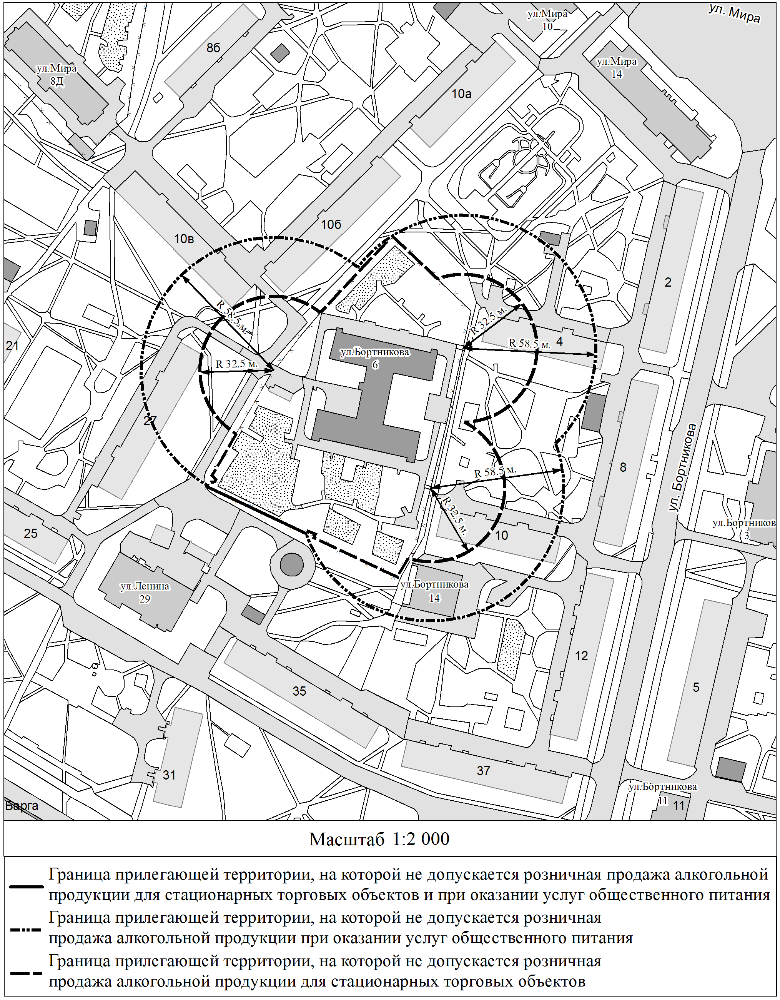 ул. Мира
ул.Мира
10
8б
ул.Мира
14
ул.Мира
8Д
10а
10б
10в
2
R 58.5 м.
R 32.5 м.
4
R 58.5 м.
21
ул.Бортникова
6
R 32.5 м.
27
ул. Бортникова
8
R 58.5 м.
R 32.5 м.
ул.Бортников
3
25
10
ул.Ленина
29
ул.Бортникова
14
12
5
35
37
31
ул.Бортникова
11
11
Барга
Масштаб 1:2 000
Граница прилегающей территории, на которой не допускается розничная продажа алкогольной
продукции для стационарных торговых объектов и при оказании услуг общественного питания
Граница прилегающей территории, на которой не допускается розничная
продажа алкогольной продукции при оказании услуг общественного питания
Граница прилегающей территории, на которой не допускается розничная
продажа алкогольной продукции для стационарных торговых объектов